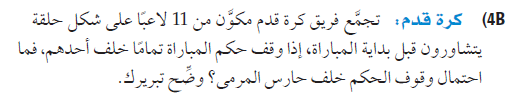 4B) كرة قدم: تجمَّع فريق كرة قدم مكوَّن من 11 لاعبًا على شكل حلقة
يتشاورون قبل بداية المباراة، إذا وقف حكم المباراة تمامًا خلف أحدهم، فما
احتمال وقوف الحكم خلف حارس المرمى؟ وضِّح تبريرك.